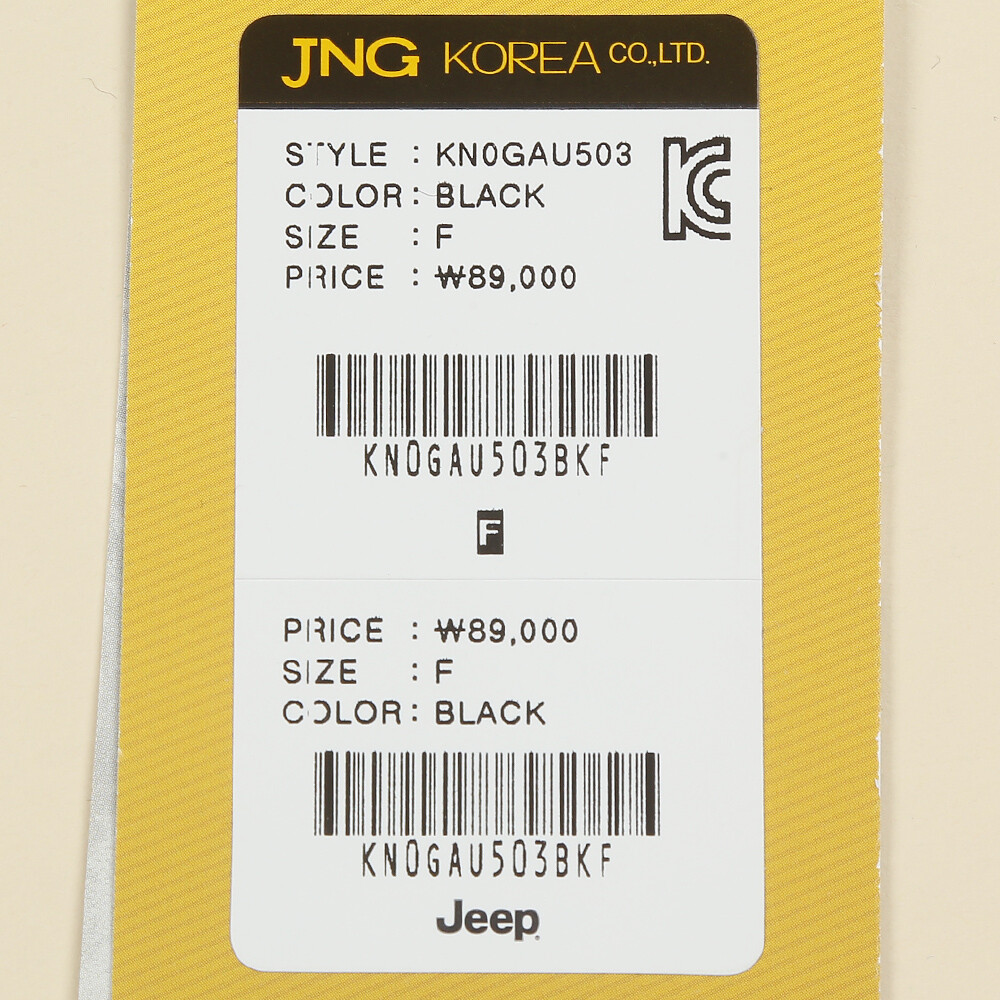 JNG KOREA CO.,LTD.
STYLE : KN0GAU503
COLOR : BLACK
SIZE : F
PRICE : ₩89,000
KN0GAU503BKF
F
PRICE : ₩89,000
SIZE : F
COLOR : BLACK
KN0GAU503BKF
Jeep